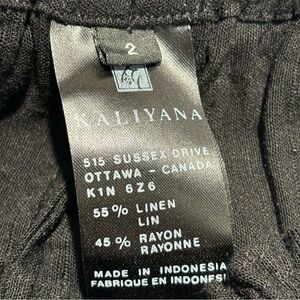 2
KALIYANA
515 SUSSEX DRIVE
OTTAWA - CANADA
K1N 6Z6
55% LINEN
LIN
45% RAYON
RAYONNE
MADE IN INDONESIA
FABRIQUE EN INDONÉSI